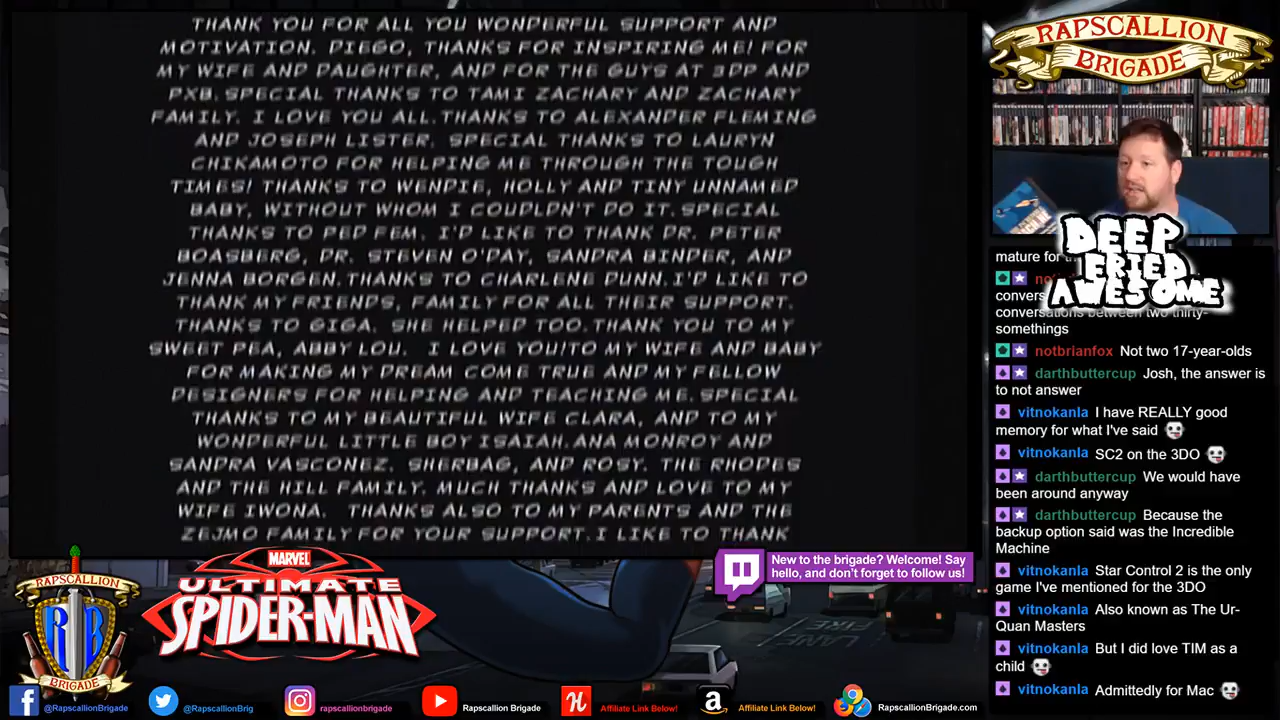 THANK YOU FOR ALL YOU WONDERFUL SUPPORT AND
MOTIVATION. DIEGO, THANKS FOR INSPIRING ME! FOR
MY WIFE AND DAUGHTER, AND FOR THE GUYS AT 3DP AND
PXB.SPECIAL THANKS TO TAMI ZACHARY AND ZACHARY
FAMILY. I LOVE YOU ALL.THANKS TO ALEXANDER FLEMING
AND JOSEPH LISTER. SPECIAL THANKS TO LAURYN
CHIKAMOTO FOR HELPING ME THROUGH THE TOUGH
TIMES! THANKS TO WENDIE, HOLLY AND TINY UNNAMED
BABY, WITHOUT WHOM I COULDN'T DO IT.SPECIAL
THANKS TO PED FEM. I'D LIKE TO THANK DR. PETER
BOASBERG, DR. STEVEN O'DAY, SANDRA BINDER, AND
JENNA BORGEN.THANKS TO CHARLENE DUNN.I'D LIKE TO
THANK MY FRIENDS, FAMILY FOR ALL THEIR SUPPORT.
THANKS TO GIGA. SHE HELPED TOO.THANK YOU TO MY
SWEET PEA, ABBY LOU. I LOVE YOU!TO MY WIFE AND BABY
FOR MAKING MY DREAM COME TRUE AND MY FELLOW
DESIGNERS FOR HELPING AND TEACHING ME.SPECIAL
THANKS TO MY BEAUTIFUL WIFE CLARA, AND TO MY
WONDERFUL LITTLE BOY ISAIAH.ANA MONROY AND
SANDRA VASCONEZ. SHERBAG, AND ROSY. THE RHODES
AND THE HILL FAMILY. MUCH THANKS AND LOVE TO MY
WIFE IWONA. THANKS ALSO TO MY PARENTS AND THE
ZEJMO FAMILY FOR YOUR SUPPORT.I LIKE TO THANK
RAPSCALLION
BRIGADE
DEEP
FRIED
AWESOME
mature for
conversations between two thirty-
somethings
notbrianfox Not two 17-year-olds
darthbuttercup Josh, the answer is
to not answer
vitnokanla I have REALLY good
memory for what I've said
vitnokanla SC2 on the 3DO
darthbuttercup We would have
been around anyway
darthbuttercup Because the
backup option said was the Incredible
Machine
vitnokanla Star Control 2 is the only
game I've mentioned for the 3DO
vitnokanla Also known as The Ur-
Quan Masters
vitnokanla But I did love TIM as a
child
vitnokanla Admittedly for Mac
New to the brigade? Welcome! Say
hello, and don't forget to follow us!
RAPSCALLION
RB
BRIGADE
MARVEL
ULTIMATE
SPIDER-MAN
LANE
FIRE
@RapscallionBrigade
@RapscallionBrig
rapscallionbrigade
Rapscallion Brigade
Affiliate Link Below!
Affiliate Link Below!
RapscallionBrigade.com